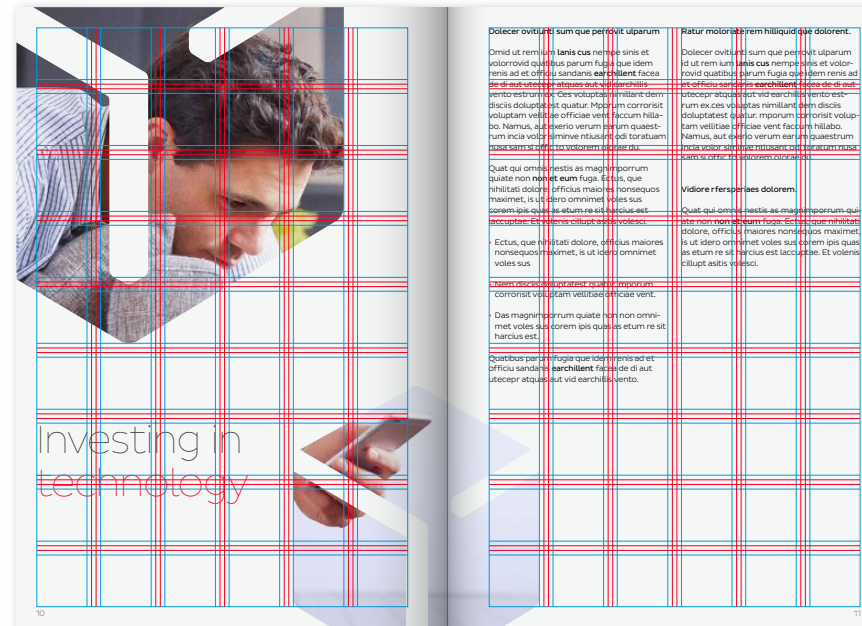 Investing in
technology
10
Dolecer ovitiunti sum que perrovit ulparum
Omid ut rem ium lanis cus nempe sinis et
volorrovid quatibus parum fugia que idem
renis ad et officiu sandanis earchillent facea
de di aut utecepr atquas aut vid earchillis
vento estrum ex. Ces voluptas nimillant dem
disciis doluptatest quatur. Mporum corrorisit
voluptam vellitiae officiae vent faccum hilla-
bo. Namus, aut exerio verum earum quaest-
rum incia volor siminve ntiusant odi toratum
nusa sam si offic to volorem olorae du.
Quat qui omnis nestis as magnimporrum
quiate non non et eum fuga. Ectus, que
nihilitati dolore, officius maiores nonsequos
maximet, is ut idero omnimet voles sus
corem ipis quas as etum re sit harcius est
laccuptae. Et volenis cillupt asitis volesci.
• Ectus, que nihilitati dolore, officius maiores
nonsequos maximet, is ut idero omnimet
voles sus
• Nem disciis doluptatest quatur mporum
corrorisit voluptam vellitiae officiae vent.
• Das magnimporrum quiate non non omni-
met voles sus corem ipis quas as etum re sit
harcius est.
Quatibus parum fugia que idem renis ad et
officiu sandanis earchillent facea de di aut
utecepr atquas aut vid earchillis vento.
Ratur moloriate rem hilliquid que dolorent.
Dolecer ovitiunti sum que perrovit ulparum
id ut rem ium lanis cus nempe sinis et volor-
rovid quatibus parum fugia que idem renis ad
et officiu sandanis earchillent facea de di aut
utecepr atquas aut vid earchillis vento est-
rum ex.ces voluptas nimillant dem disciis
doluptatest quatur. mporum corrorisit volup-
tam vellitiae officiae vent faccum hillabo.
Namus, aut exerio verum earum quaestrum
incia volor siminve ntiusant odi toratum nusa
sam si offic to volorem olorae du.
Vidiore rfersperiaes dolorem.
Quat qui omnis nestis as magnimporrum qui-
ate non non et eum fuga. Ectus, que nihilitati
dolore, officius maiores nonsequos maximet,
is ut idero omnimet voles sus corem ipis quas
as etum re sit harcius est laccuptae. Et volenis
cillupt asitis volesci.
11